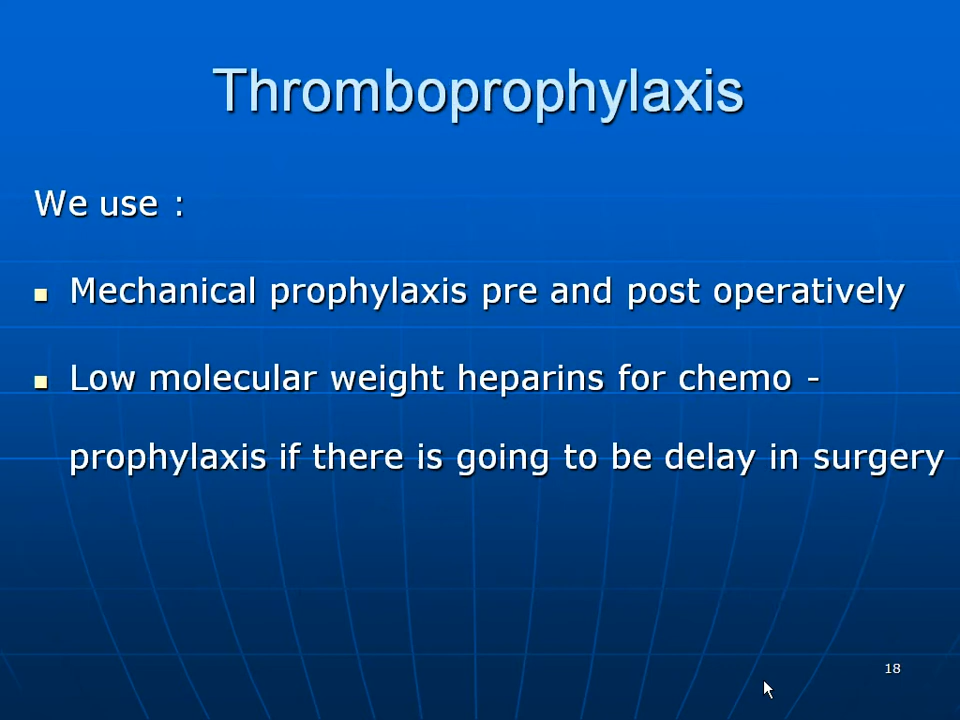 Thromboprophylaxis
We use :
Mechanical prophylaxis pre and post operatively
Low molecular weight heparins for chemo -
prophylaxis if there is going to be delay in surgery
18